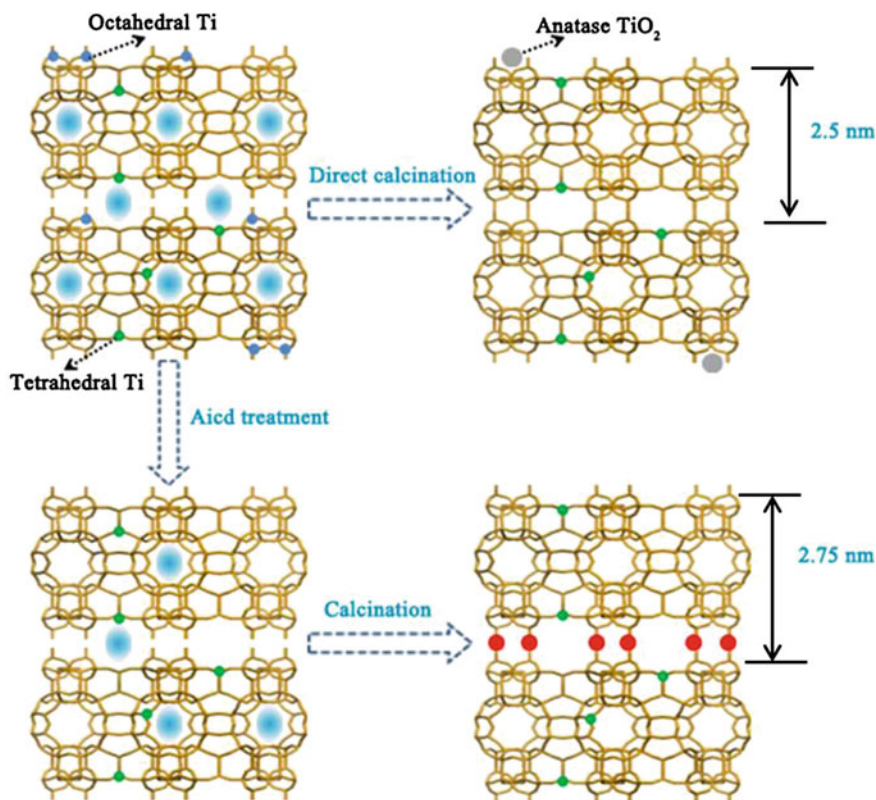 Octahedral Ti
Anatase TiO₂
2.5 nm
Direct calcination
Tetrahedral Ti
Aicd treatment
2.75 nm
Calcination